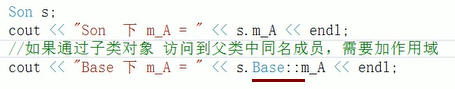 Son s;
cout << "Son  下 m_A = " << s.m_A << endl;
//如果通过子类对象 访问到父类中同名成员，需要加作用域
cout << "Base 下 m_A = " << s.Base::m_A << endl;